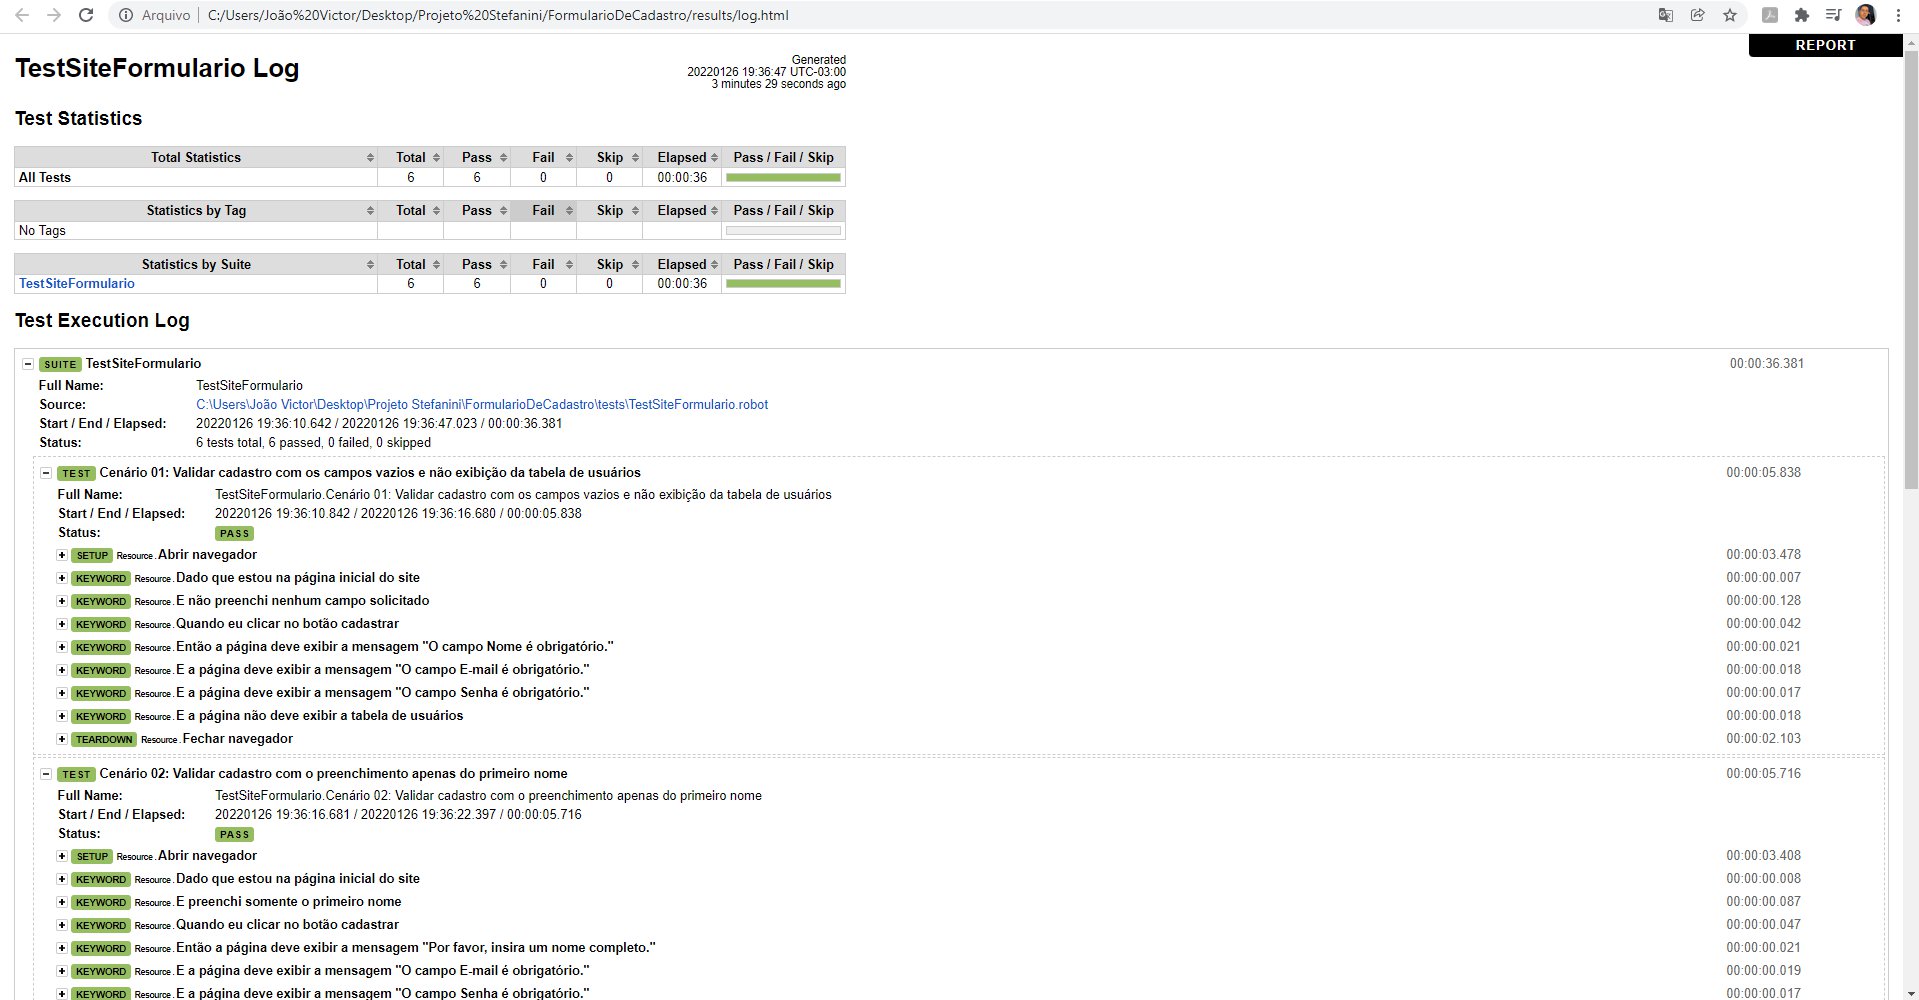 Arquivo | C:/Users/João%20Victor/Desktop/Projeto%20Stefanini/FormularioDeCadastro/results/log.html
REPORT
TestSiteFormulario Log
Generated
20220126 19:36:47 UTC-03:00
3 minutes 29 seconds ago
Test Statistics
Total Statistics Total Pass Fail Skip Elapsed Pass / Fail / Skip
All Tests 6 6 0 0 00:00:36
Statistics by Tag Total Pass Fail Skip Elapsed Pass / Fail / Skip
No Tags
Statistics by Suite Total Pass Fail Skip Elapsed Pass / Fail / Skip
TestSiteFormulario 6 6 0 0 00:00:36
Test Execution Log
SUITE TestSiteFormulario 00:00:36.381
Full Name: TestSiteFormulario
Source: C:\Users\João Victor\Desktop\Projeto Stefanini\FormularioDeCadastro\tests\TestSiteFormulario.robot
Start / End / Elapsed: 20220126 19:36:10.642 / 20220126 19:36:47.023 / 00:00:36.381
Status: 6 tests total, 6 passed, 0 failed, 0 skipped
TEST Cenário 01: Validar cadastro com os campos vazios e não exibição da tabela de usuários 00:00:05.838
Full Name: TestSiteFormulario.Cenário 01: Validar cadastro com os campos vazios e não exibição da tabela de usuários
Start / End / Elapsed: 20220126 19:36:10.842 / 20220126 19:36:16.680 / 00:00:05.838
Status: PASS
SETUP Resource.Abrir navegador 00:00:03.478
KEYWORD Resource.Dado que estou na página inicial do site 00:00:00.007
KEYWORD Resource.E não preenchi nenhum campo solicitado 00:00:00.128
KEYWORD Resource.Quando eu clicar no botão cadastrar 00:00:00.042
KEYWORD Resource.Então a página deve exibir a mensagem "O campo Nome é obrigatório." 00:00:00.021
KEYWORD Resource.E a página deve exibir a mensagem "O campo E-mail é obrigatório." 00:00:00.018
KEYWORD Resource.E a página deve exibir a mensagem "O campo Senha é obrigatório." 00:00:00.017
KEYWORD Resource.E a página não deve exibir a tabela de usuários 00:00:00.018
TEARDOWN Resource.Fechar navegador 00:00:02.103
TEST Cenário 02: Validar cadastro com o preenchimento apenas do primeiro nome 00:00:05.716
Full Name: TestSiteFormulario.Cenário 02: Validar cadastro com o preenchimento apenas do primeiro nome
Start / End / Elapsed: 20220126 19:36:16.681 / 20220126 19:36:22.397 / 00:00:05.716
Status: PASS
SETUP Resource.Abrir navegador 00:00:03.408
KEYWORD Resource.Dado que estou na página inicial do site 00:00:00.008
KEYWORD Resource.E preenchi somente o primeiro nome 00:00:00.087
KEYWORD Resource.Quando eu clicar no botão cadastrar 00:00:00.047
KEYWORD Resource.Então a página deve exibir a mensagem "Por favor, insira um nome completo." 00:00:00.021
KEYWORD Resource.E a página deve exibir a mensagem "O campo E-mail é obrigatório." 00:00:00.019
KEYWORD Resource.E a página deve exibir a mensagem "O campo Senha é obrigatório." 00:00:00.017